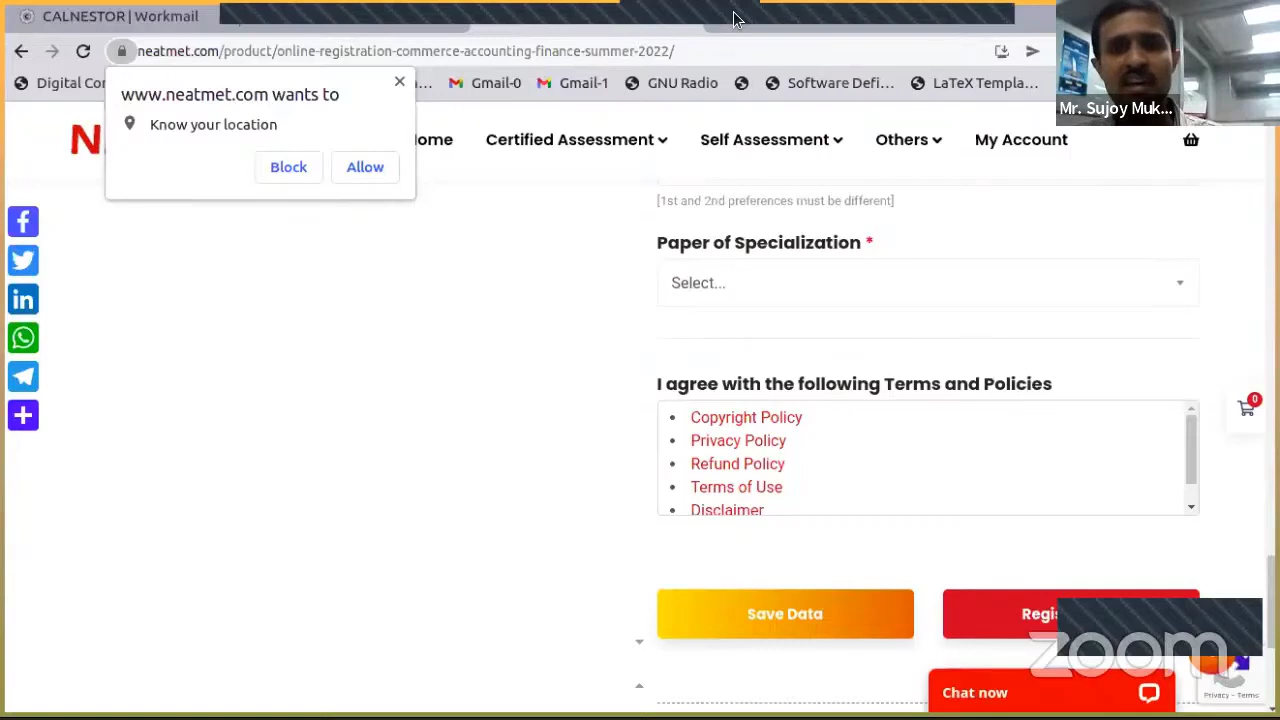 CALNESTOR | Workmail
neatmet.com/product/online-registration-commerce-accounting-finance-summer-2022/
Digital Co
Gmail-0
Gmail-1
GNU Radio
Software Defi...
LaTeX Templa...
www.neatmet.com wants to
Know your location
Block
Allow
Certified Assessment
Self Assessment
Others
My Account
Mr. Sujoy Muk...
[1st and 2nd preferences must be different]
Paper of Specialization *
Select...
0
I agree with the following Terms and Policies
• Copyright Policy
• Privacy Policy
• Refund Policy
• Terms of Use
• Disclaimer
Save Data
Regis
zoom
Chat now
Privacy - Terms